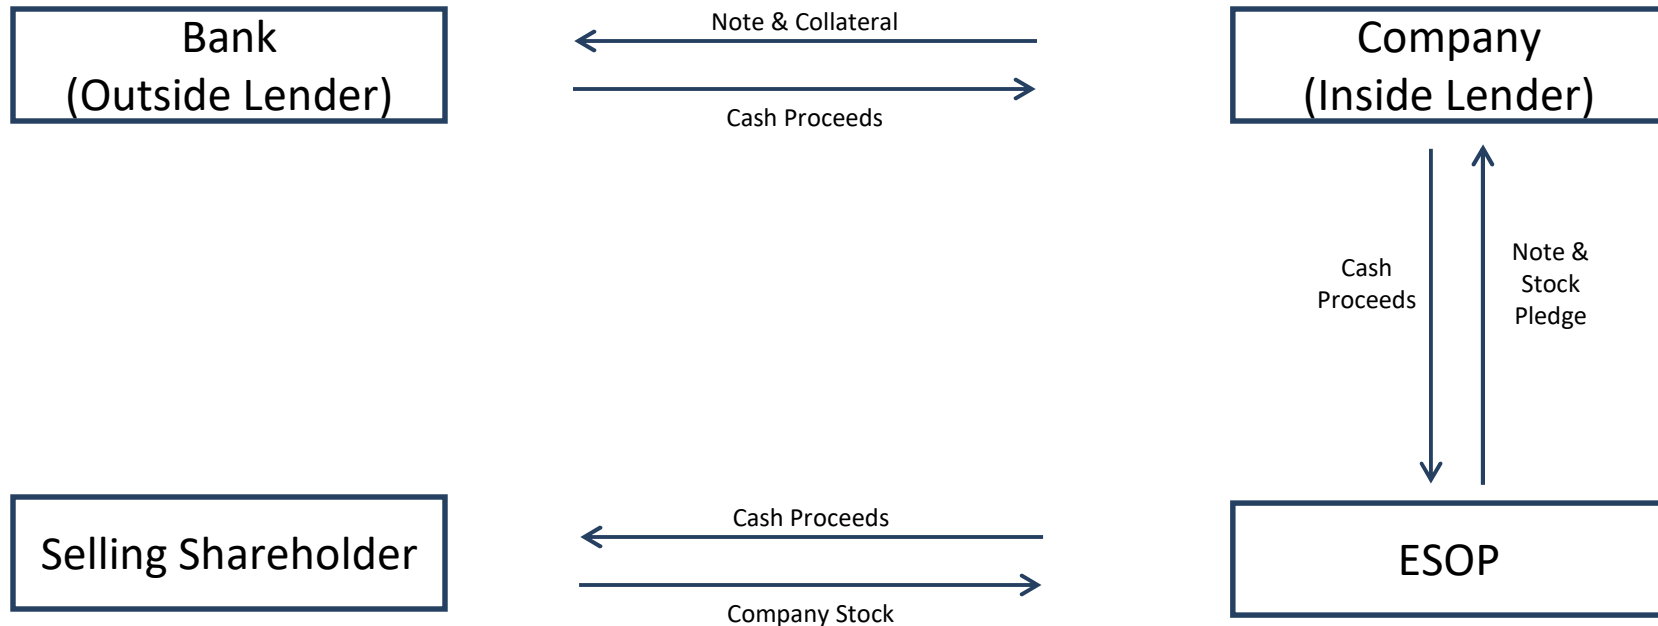 Bank
(Outside Lender)
Note & Collateral
Cash Proceeds
Company
(Inside Lender)
Cash
Proceeds
Note &
Stock
Pledge
Selling Shareholder
Cash Proceeds
Company Stock
ESOP